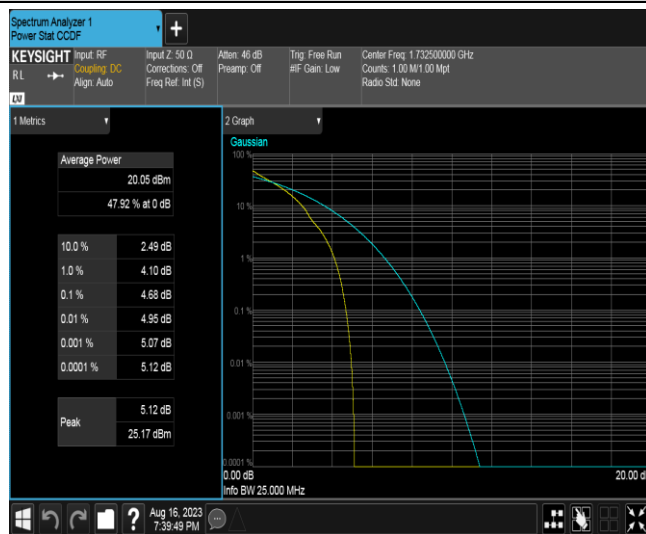 Spectrum Analyzer 1
Power Stat CCDF
+
KEYSIGHT
RL
LXI
Input: RF
Coupling: DC
Align: Auto
Input Z: 50 Ω
Corrections: Off
Freq Ref: Int (S)
Atten: 46 dB
Preamp: Off
Trig: Free Run
#IF Gain: Low
Center Freq: 1.732500000 GHz
Counts: 1.00 M/1.00 Mpt
Radio Std: None
1 Metrics
Average Power
20.05 dBm
47.92 % at 0 dB
10.0 % 2.49 dB
1.0 % 4.10 dB
0.1 % 4.68 dB
0.01 % 4.95 dB
0.001 % 5.07 dB
0.0001 % 5.12 dB
Peak
5.12 dB
25.17 dBm
2 Graph
Gaussian
100 %
10 %
1 %
0.1 %
0.01 %
0.001 %
0.0001 %
0.00 dB
20.00 d
Info BW 25.000 MHz
?
Aug 16, 2023
7:39:49 PM